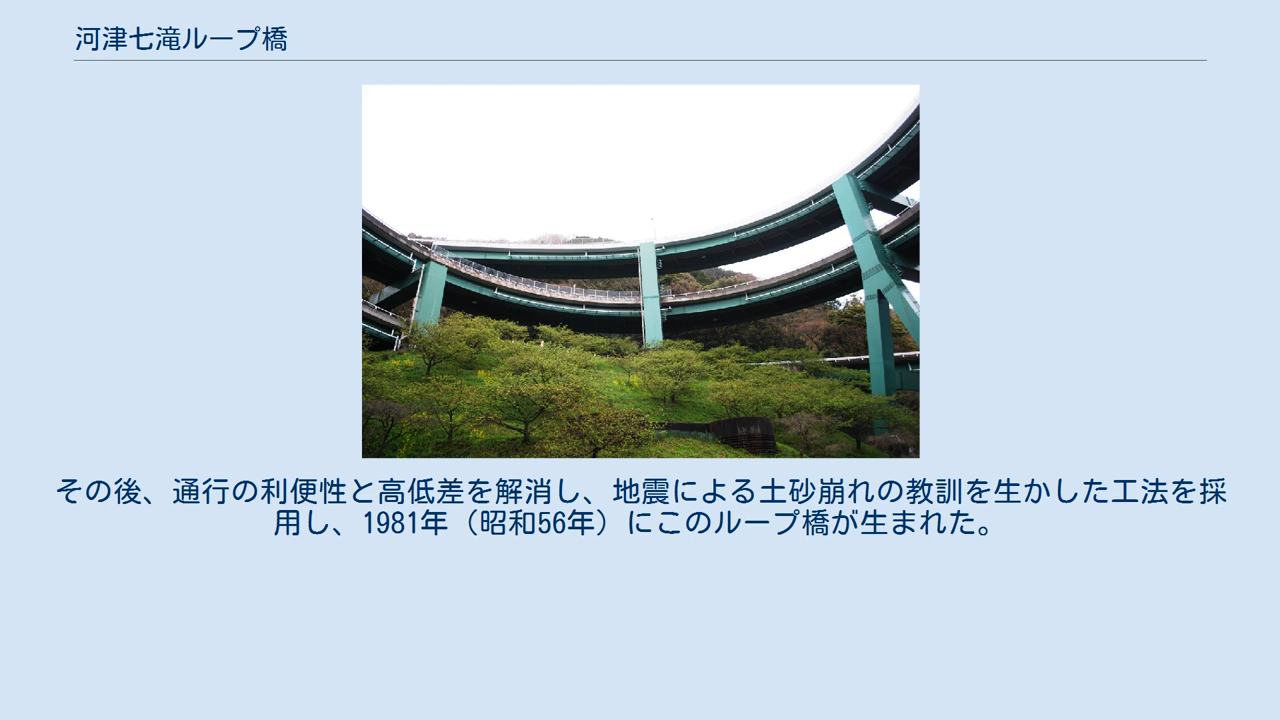 河津七滝ループ橋
その後、通行の利便性と高低差を解消し、地震による土砂崩れの教訓を生かした工法を採
用し、1981年（昭和56年）にこのループ橋が生まれた。